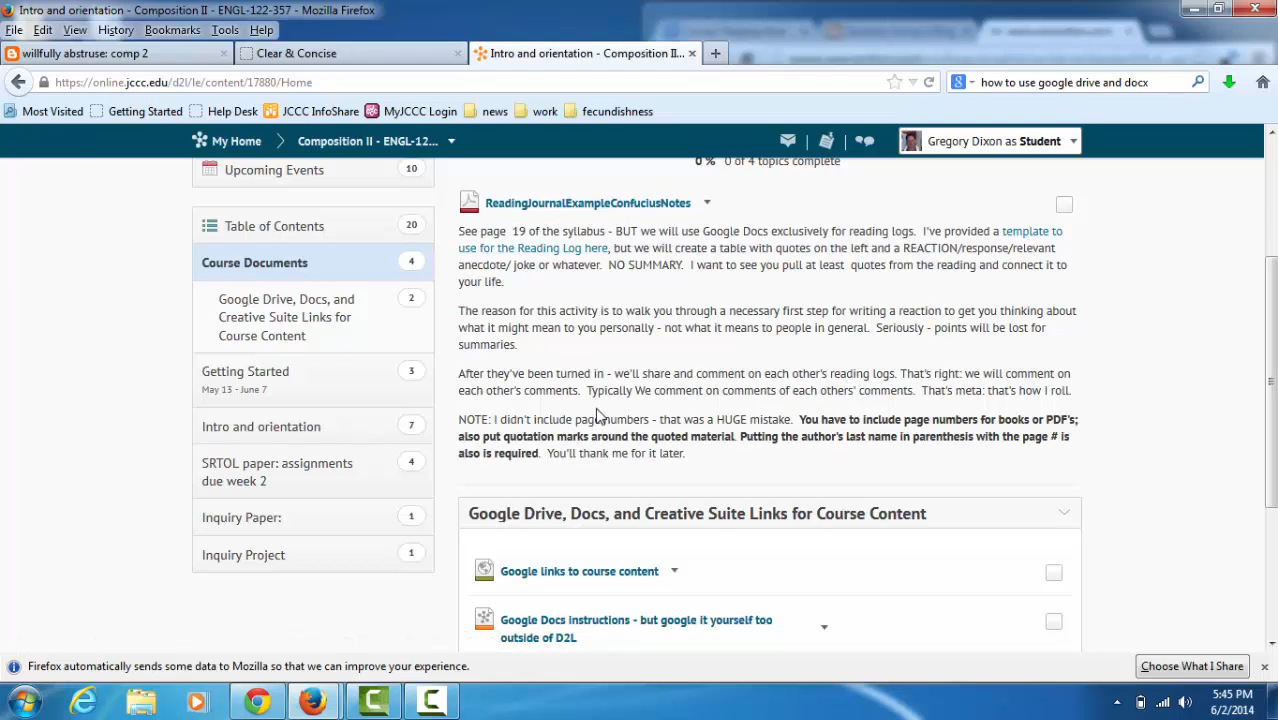 Intro and orientation - Composition II - ENGL-122-357 - Mozilla Firefox
File Edit View History Bookmarks Tools Help
willfully abstruse: comp 2
Clear & Concise
Intro and orientation - Composition II...
https://online.jccc.edu/d2l/le/content/17880/Home
how to use google drive and docx
Most Visited Getting Started Help Desk JCCC InfoShare MyJCCC Login news work fecundishness
My Home Composition II - ENGL-12... Gregory Dixon as Student
Upcoming Events 10
0 % 0 of 4 topics complete
Table of Contents 20
Course Documents 4
Google Drive, Docs, and 2
Creative Suite Links for
Course Content
Getting Started 3
May 13 - June 7
Intro and orientation 7
SRTOL paper: assignments 4
due week 2
Inquiry Paper: 1
Inquiry Project 1
ReadingJournalExampleConfuciusNotes
See page 19 of the syllabus - BUT we will use Google Docs exclusively for reading logs. I've provided a template to
use for the Reading Log here, but we will create a table with quotes on the left and a REACTION/response/relevant
anecdote/ joke or whatever. NO SUMMARY. I want to see you pull at least quotes from the reading and connect it to
your life.
The reason for this activity is to walk you through a necessary first step for writing a reaction to get you thinking about
what it might mean to you personally - not what it means to people in general. Seriously - points will be lost for
summaries.
After they've been turned in - we'll share and comment on each other's reading logs. That's right: we will comment on
each other's comments. Typically We comment on comments of each others' comments. That's meta: that's how I roll.
NOTE: I didn't include page numbers - that was a HUGE mistake. You have to include page numbers for books or PDF's;
also put quotation marks around the quoted material. Putting the author's last name in parenthesis with the page # is
also is required. You'll thank me for it later.
Google Drive, Docs, and Creative Suite Links for Course Content
Google links to course content
Google Docs instructions - but google it yourself too
outside of D2L
Firefox automatically sends some data to Mozilla so that we can improve your experience. Choose What I Share
5:45 PM
6/2/2014